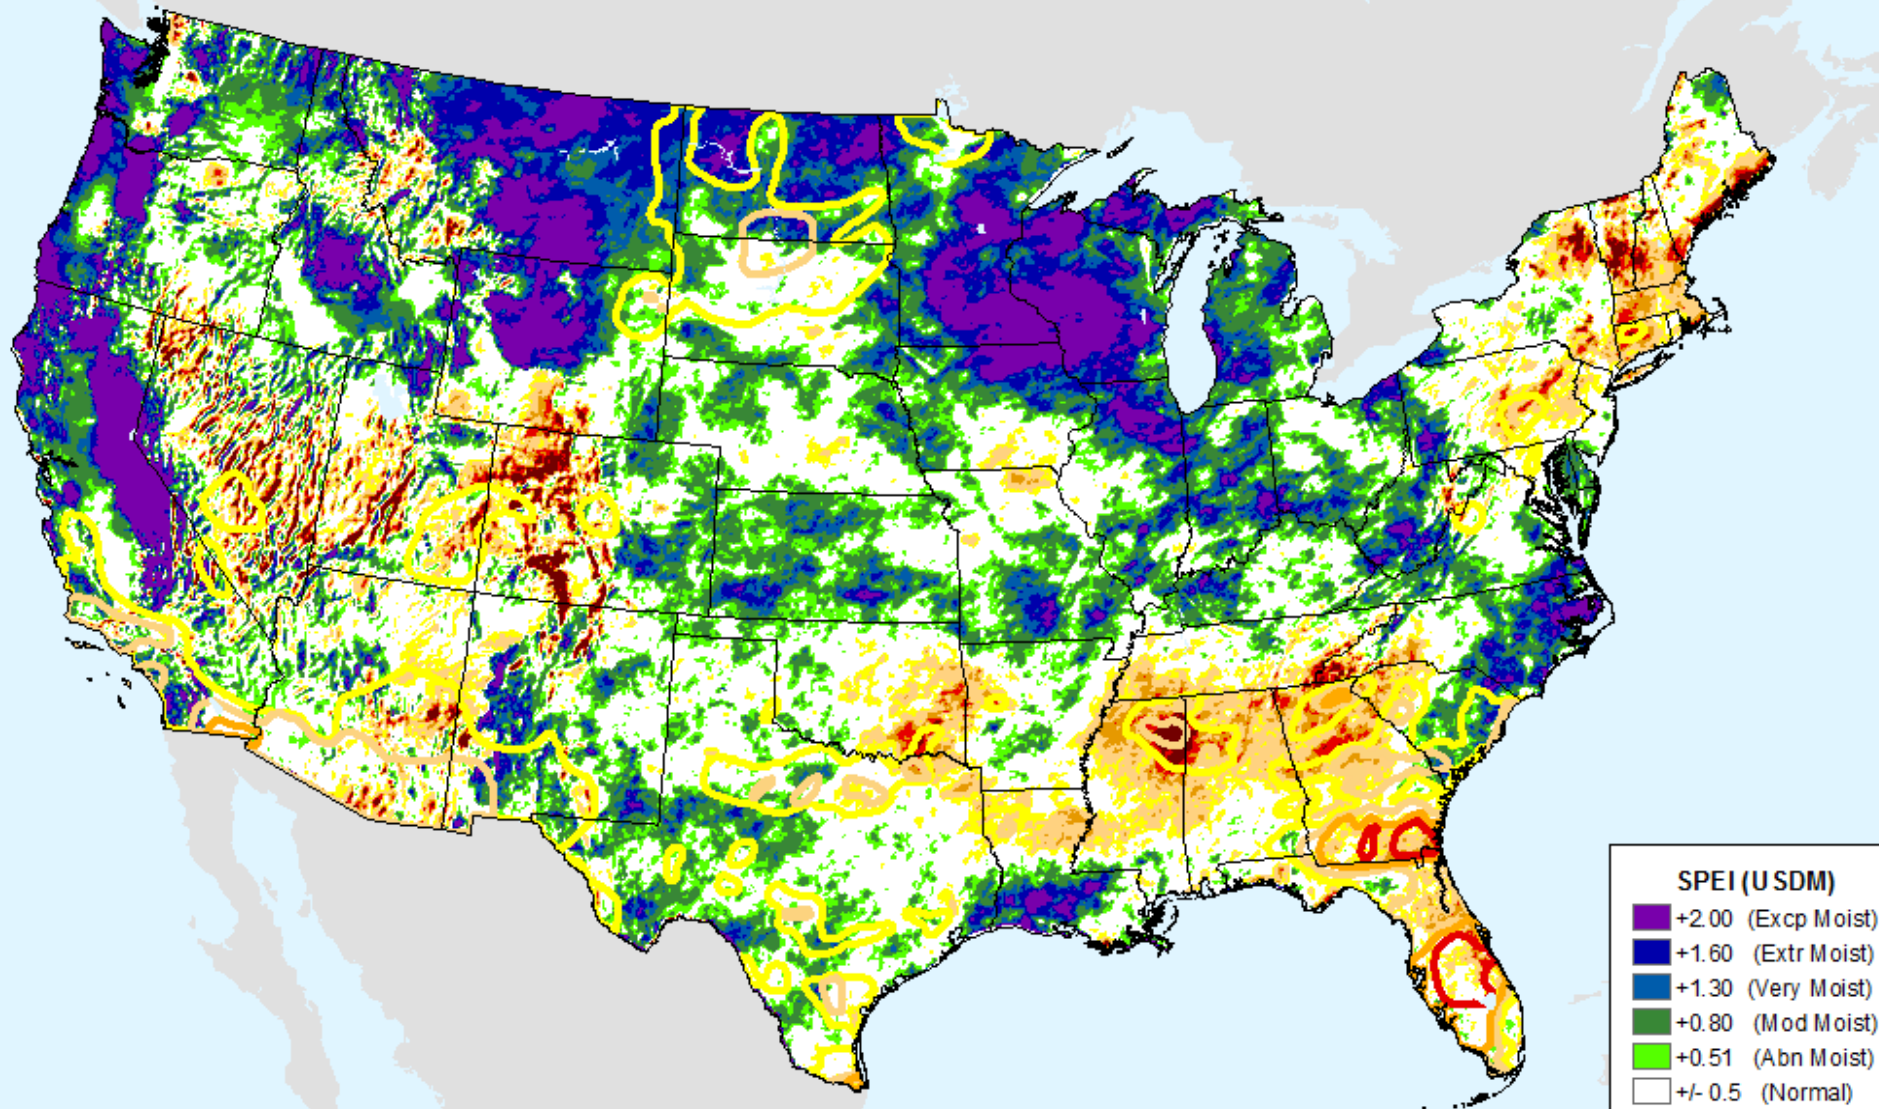 SPEI (USDM)
+2.00 (Excp Moist)
+1.60 (Extr Moist)
+1.30 (Very Moist)
+0.80 (Mod Moist)
+0.51 (Abn Moist)
+/- 0.5 (Normal)